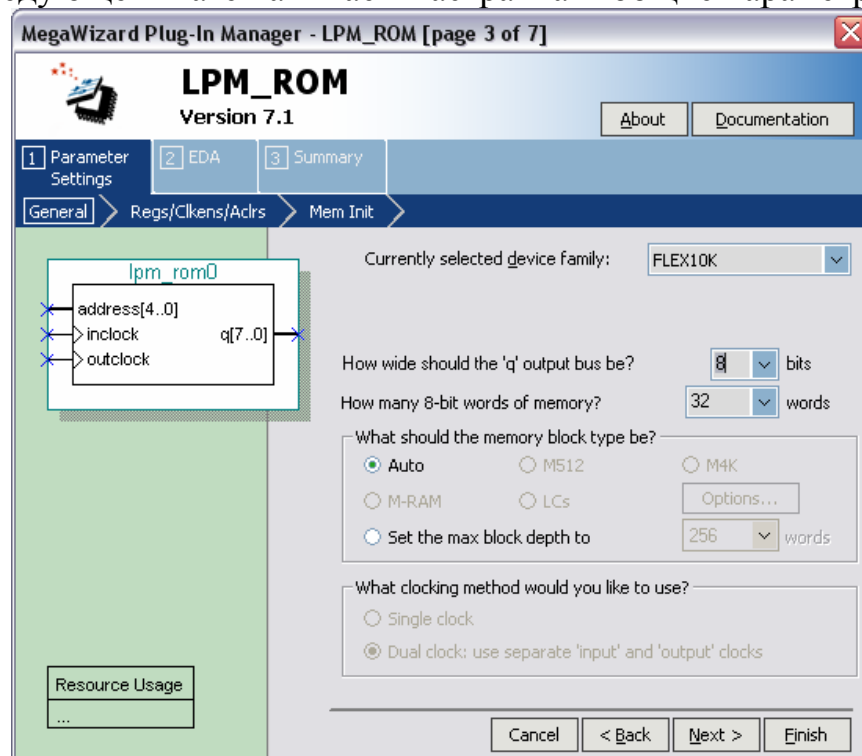 MegaWizard Plug-In Manager - LPM_ROM [page 3 of 7]
LPM_ROM
Version 7.1
About
Documentation
1 Parameter Settings
2 EDA
3 Summary
General
Regs/Clkens/Aclrs
Mem Init
lpm_rom0
address[4..0]
inclock
q[7..0]
outclock
Currently selected device family:
FLEX10K
How wide should the 'q' output bus be?
8
bits
How many 8-bit words of memory?
32
words
What should the memory block type be?
Auto
M512
M4K
M-RAM
LCs
Options...
Set the max block depth to
256
words
What clocking method would you like to use?
Single clock
Dual clock: use separate 'input' and 'output' clocks
Resource Usage
...
Cancel
< Back
Next >
Finish